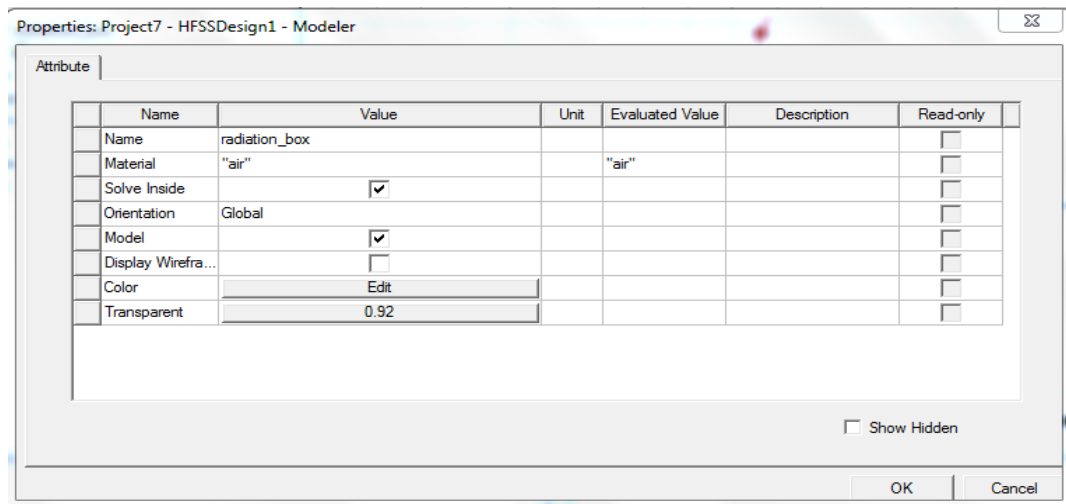 Properties: Project7 - HFSSDesign1 - Modeler
Attribute
Name Value Unit Evaluated Value Description Read-only
Name radiation_box
Material "air" "air"
Solve Inside
Orientation Global
Model
Display Wirefra...
Color Edit
Transparent 0.92
Show Hidden
OK Cancel